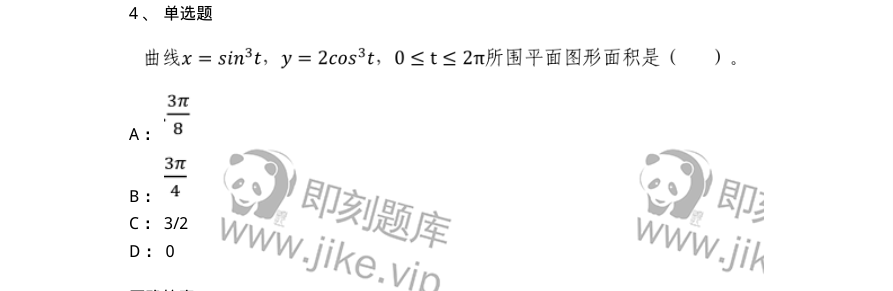 4 、 单选题
曲线x = sin³t, y = 2cos³t, 0 ≤ t ≤ 2π所围平面图形面积是（  ）。
A： 3π/8
B： 3π/4
C： 3/2
D： 0
即刻题库
www.jike.vip
即刻
www.ji